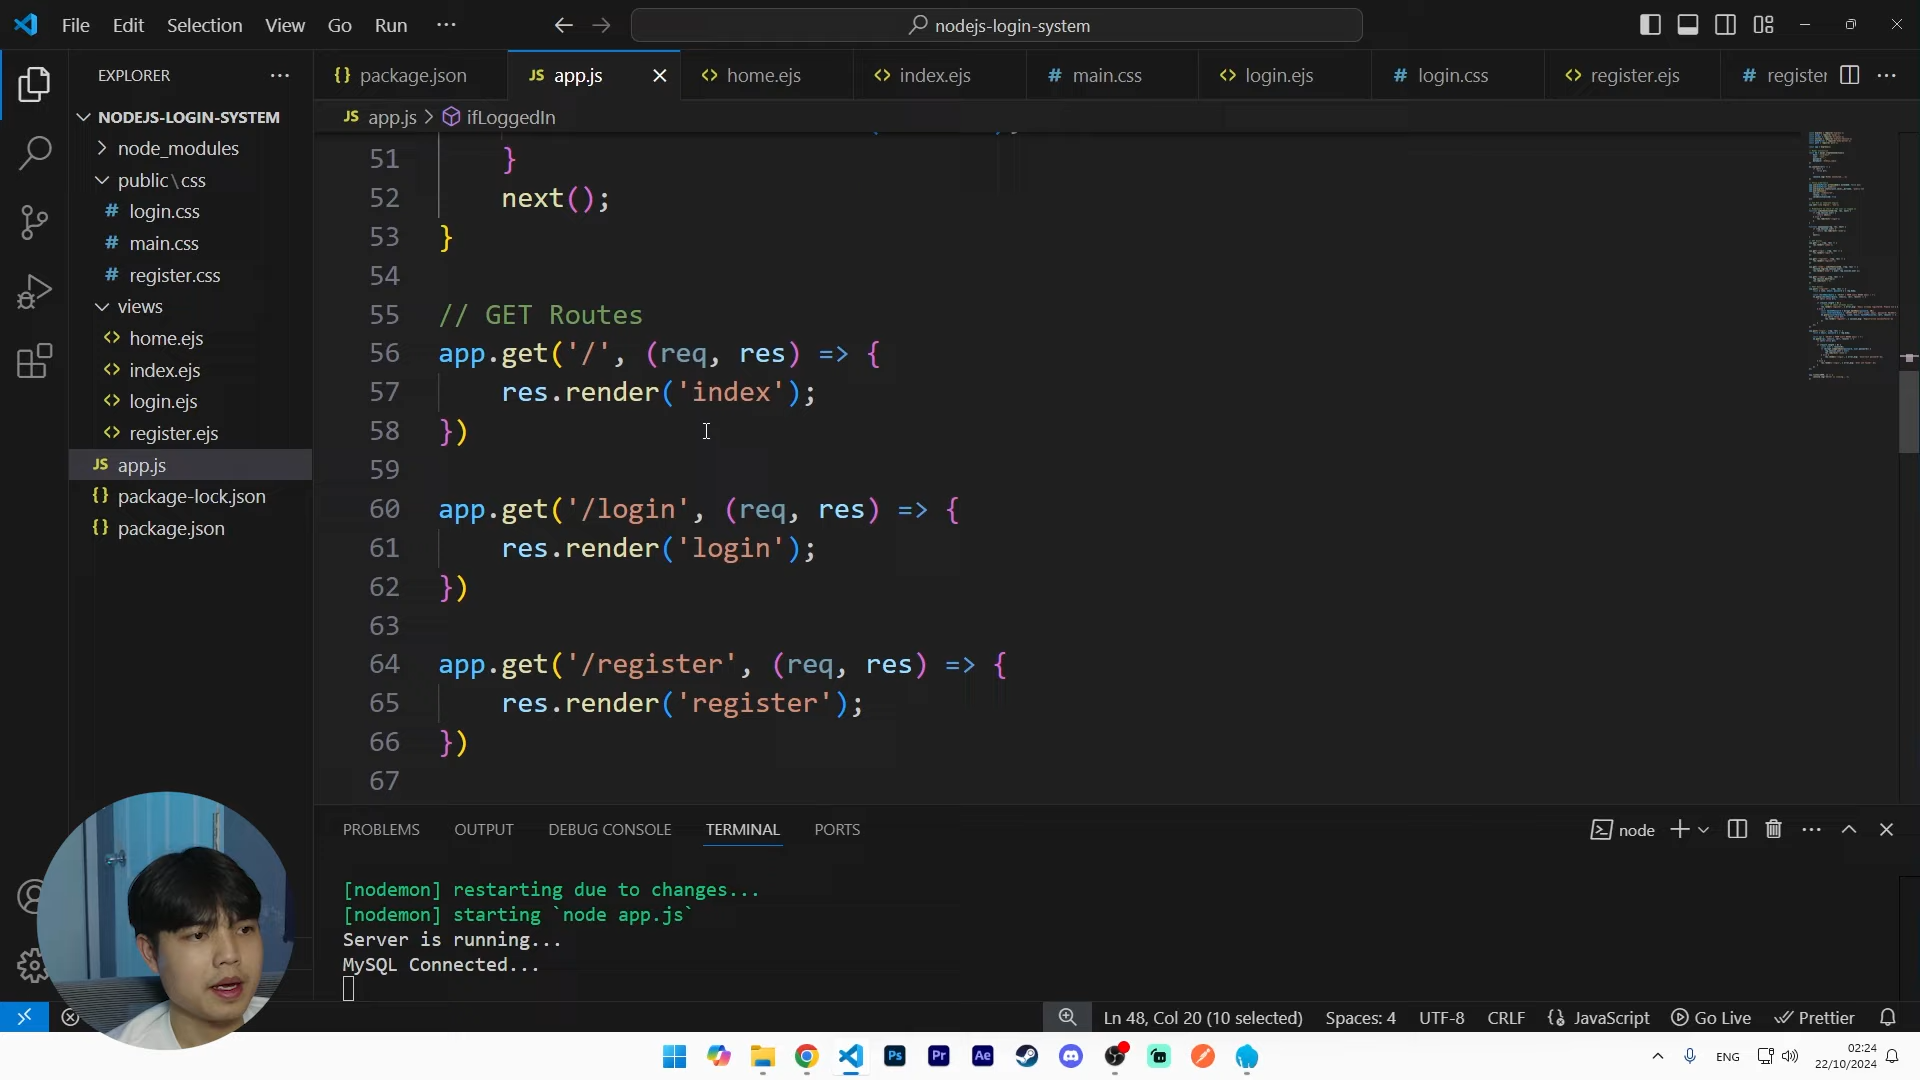 File Edit Selection View Go Run ···
nodejs-login-system
EXPLORER
NODEJS-LOGIN-SYSTEM
node_modules
public\css
# login.css
# main.css
# register.css
views
<> home.ejs
<> index.ejs
<> login.ejs
<> register.ejs
JS app.js
{} package-lock.json
{} package.json
{} package.json
JS app.js
<> home.ejs
<> index.ejs
# main.css
<> login.ejs
# login.css
<> register.ejs
# register
JS app.js > ifLoggedIn
51 }
52 next();
53 }
54
55 // GET Routes
56 app.get('/', (req, res) => {
57 res.render('index');
58 })
59
60 app.get('/login', (req, res) => {
61 res.render('login');
62 })
63
64 app.get('/register', (req, res) => {
65 res.render('register');
66 })
67
PROBLEMS OUTPUT DEBUG CONSOLE TERMINAL PORTS
node
[nodemon] restarting due to changes...
[nodemon] starting `node app.js`
Server is running...
MySQL Connected...
Ln 48, Col 20 (10 selected) Spaces: 4 UTF-8 CRLF {} JavaScript Go Live Prettier
Ps Pr Ae
ENG
02:24
22/10/2024